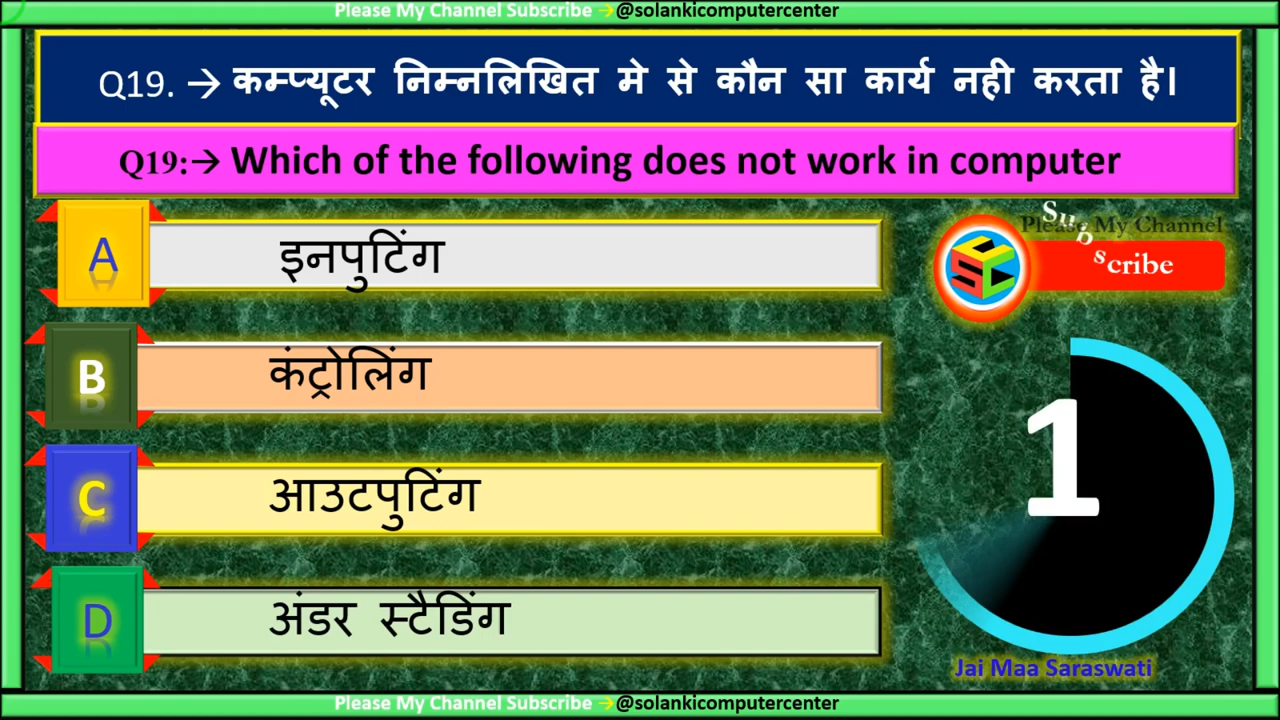 Please My Channel Subscribe → @solankicomputercenter
Q19. → कम्प्यूटर निम्नलिखित मे से कौन सा कार्य नही करता है।
Q19:→ Which of the following does not work in computer
A इनपुटिंग
B कंट्रोलिंग
C आउटपुटिंग
D अंडर स्टैडिंग
Please My Channel
Subscribe
1
Jai Maa Saraswati
Please My Channel Subscribe → @solankicomputercenter